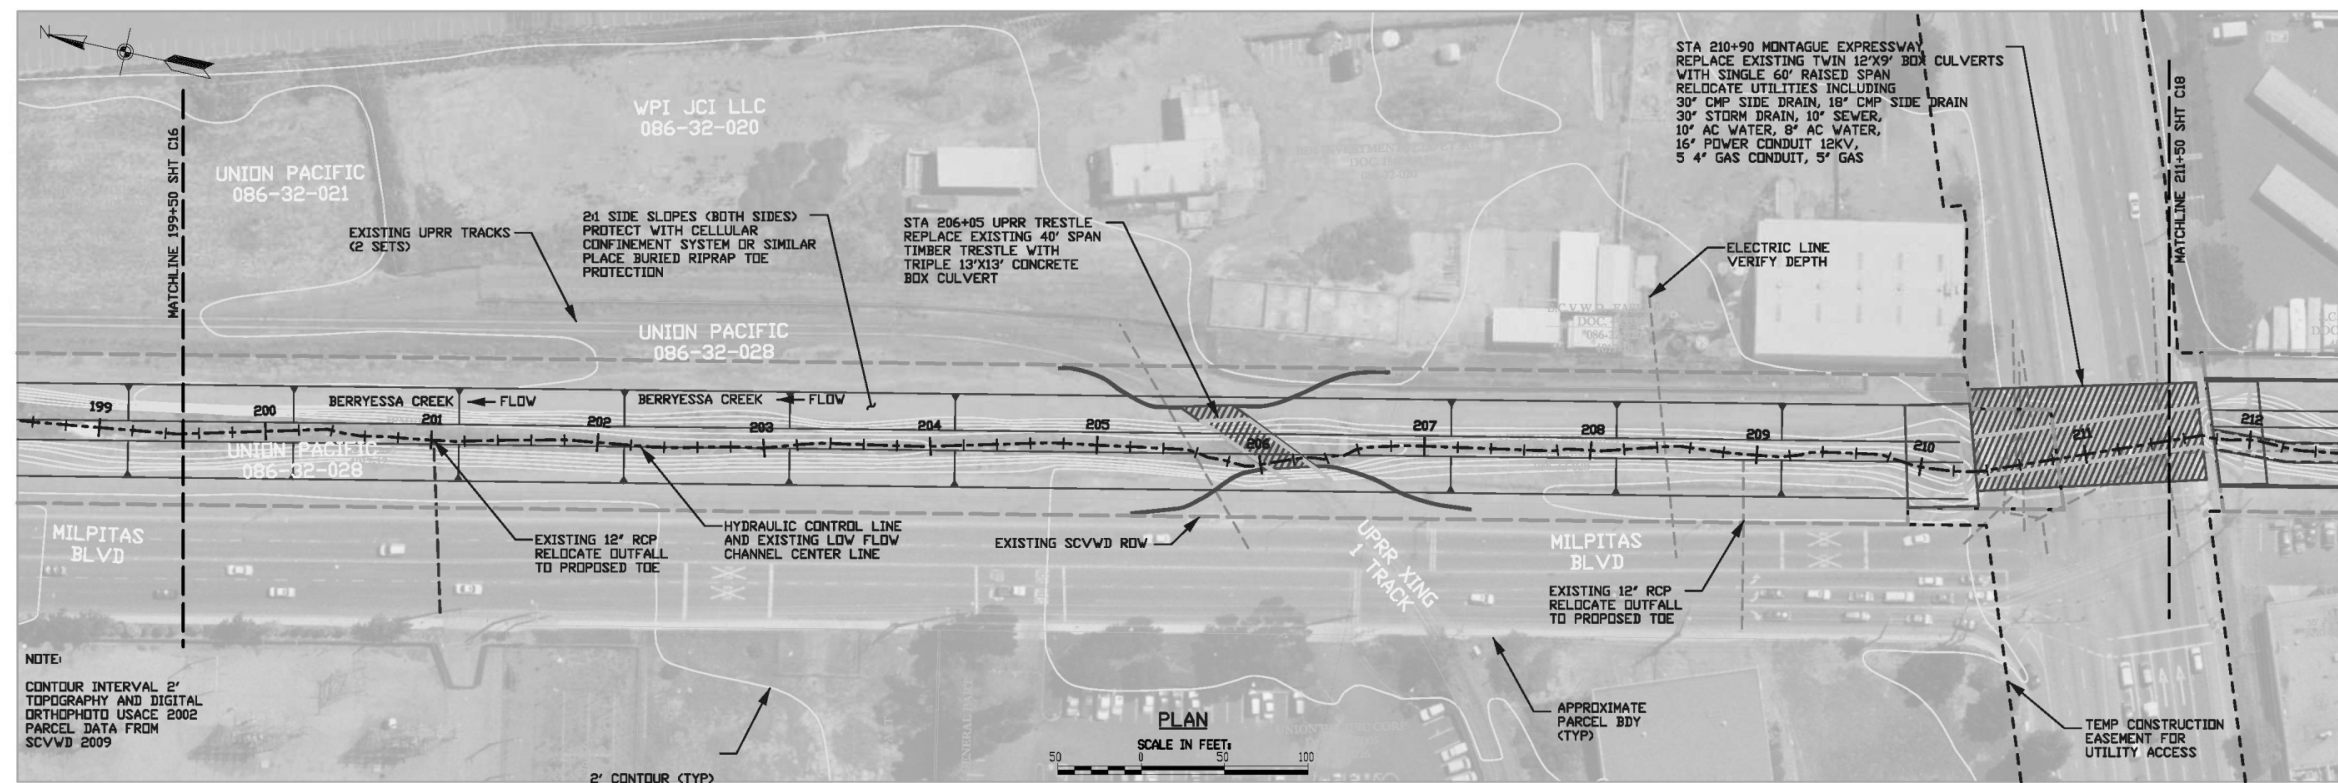 N
MATCHLINE 199+50 SHT C16
UNION PACIFIC
086-32-021
WPI JCI LLC
086-32-020
EXISTING UPRR TRACKS
(2 SETS)
2:1 SIDE SLOPES (BOTH SIDES)
PROTECT WITH CELLULAR
CONFINEMENT SYSTEM OR SIMILAR
PLACE BURIED RIPRAP TOE
PROTECTION
STA 206+05 UPRR TRESTLE
REPLACE EXISTING 40' SPAN
TIMBER TRESTLE WITH
TRIPLE 13'X13' CONCRETE
BOX CULVERT
STA 210+90 MONTAGUE EXPRESSWAY
REPLACE EXISTING TWIN 12'X9' BOX CULVERTS
WITH SINGLE 60' RAISED SPAN
RELOCATE UTILITIES INCLUDING
30" CMP SIDE DRAIN, 18" CMP SIDE DRAIN
30" STORM DRAIN, 10" SEWER,
10" AC WATER, 8" AC WATER,
16" POWER CONDUIT 12KV,
5 4" GAS CONDUIT, 5" GAS
MATCHLINE 211+50 SHT C18
ELECTRIC LINE
VERIFY DEPTH
UNION PACIFIC
086-32-028
BERRYESSA CREEK
FLOW
BERRYESSA CREEK
FLOW
199
200
201
202
203
204
205
206
207
208
209
210
211
212
UNION PACIFIC
086-32-028
MILPITAS
BLVD
EXISTING 12" RCP
RELOCATE OUTFALL
TO PROPOSED TOE
HYDRAULIC CONTROL LINE
AND EXISTING LOW FLOW
CHANNEL CENTER LINE
EXISTING SCVWD ROW
UPRR XING
1 TRACK
MILPITAS
BLVD
EXISTING 12" RCP
RELOCATE OUTFALL
TO PROPOSED TOE
NOTE:
CONTOUR INTERVAL 2'
TOPOGRAPHY AND DIGITAL
ORTHOPHOTO USACE 2002
PARCEL DATA FROM
SCVWD 2009
2' CONTOUR (TYP)
PLAN
SCALE IN FEET:
50 0 50 100
APPROXIMATE
PARCEL BDY
(TYP)
TEMP CONSTRUCTION
EASEMENT FOR
UTILITY ACCESS